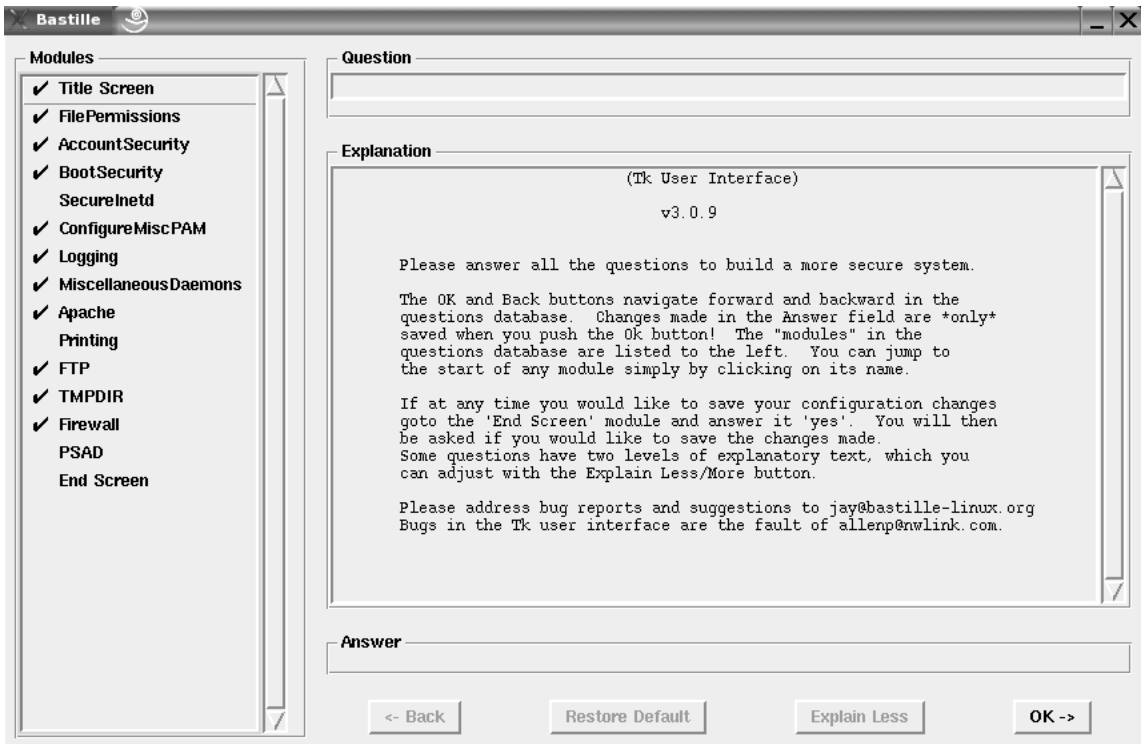 Bastille
Modules
✔ Title Screen
✔ FilePermissions
✔ AccountSecurity
✔ BootSecurity
SecureInetd
✔ ConfigureMiscPAM
✔ Logging
✔ MiscellaneousDaemons
✔ Apache
Printing
✔ FTP
✔ TMPDIR
✔ Firewall
PSAD
End Screen
Question
Explanation
(Tk User Interface)
v3.0.9
Please answer all the questions to build a more secure system.
The OK and Back buttons navigate forward and backward in the
questions database. Changes made in the Answer field are *only*
saved when you push the Ok button! The "modules" in the
questions database are listed to the left. You can jump to
the start of any module simply by clicking on its name.
If at any time you would like to save your configuration changes
goto the 'End Screen' module and answer it 'yes'. You will then
be asked if you would like to save the changes made.
Some questions have two levels of explanatory text, which you
can adjust with the Explain Less/More button.
Please address bug reports and suggestions to jay@bastille-linux.org
Bugs in the Tk user interface are the fault of allenp@nwlink.com.
Answer
<- Back
Restore Default
Explain Less
OK ->